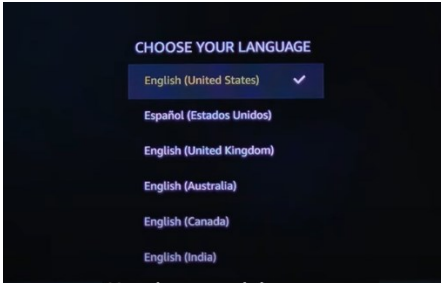 CHOOSE YOUR LANGUAGE
English (United States)
Español (Estados Unidos)
English (United Kingdom)
English (Australia)
English (Canada)
English (India)